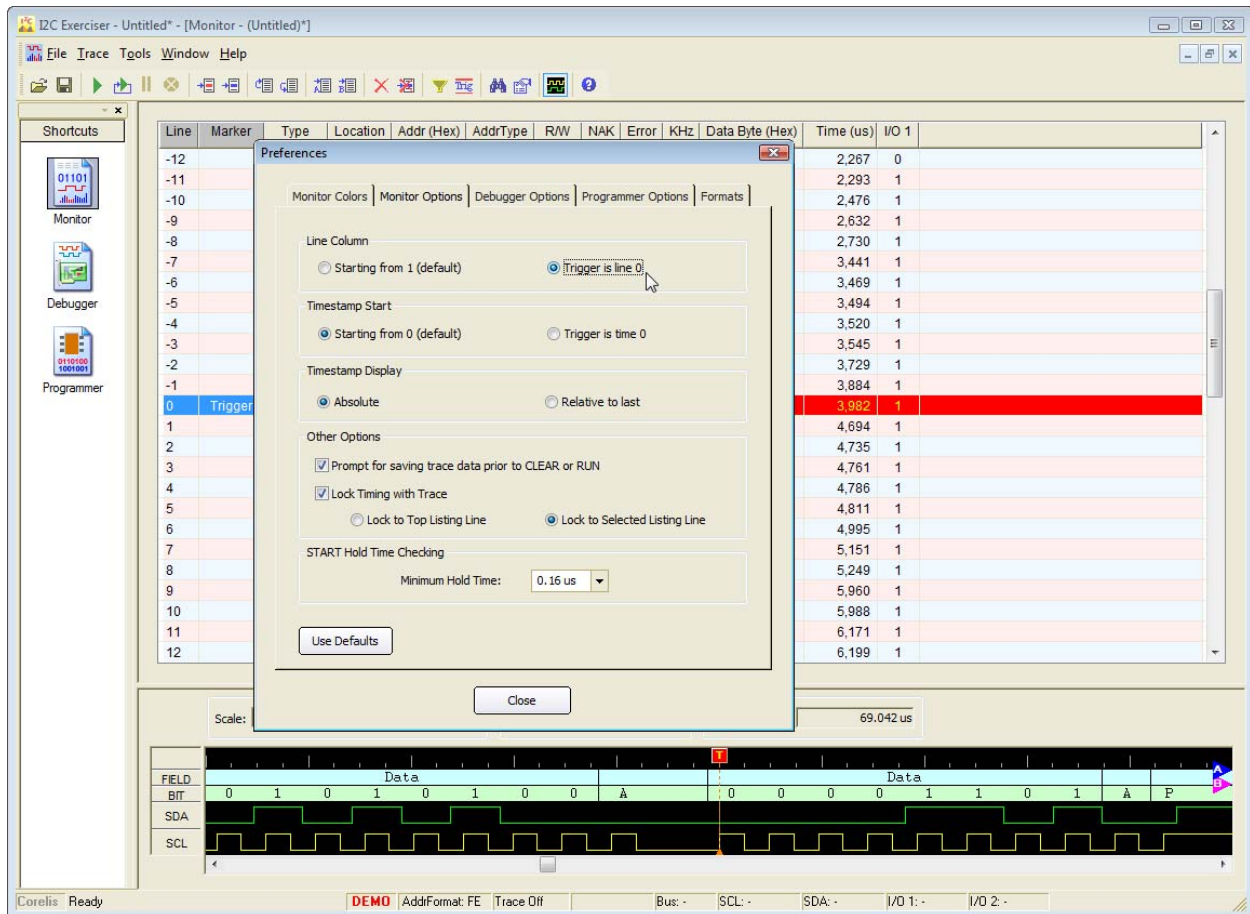 I2C Exerciser - Untitled* - [Monitor - (Untitled)*]
File Trace Tools Window Help
Shortcuts
Monitor
Debugger
Programmer
Line Marker Type Location Addr (Hex) AddrType R/W NAK Error KHz Data Byte (Hex) Time (us) I/O 1
-12 2,267 0
-11 2,293 1
-10 2,476 1
-9 2,632 1
-8 2,730 1
-7 3,441 1
-6 3,469 1
-5 3,494 1
-4 3,520 1
-3 3,545 1
-2 3,729 1
-1 3,884 1
0 Trigger 3,982 1
1 4,694 1
2 4,735 1
3 4,761 1
4 4,786 1
5 4,811 1
6 4,995 1
7 5,151 1
8 5,249 1
9 5,960 1
10 5,988 1
11 6,171 1
12 6,199 1
Preferences
Monitor Colors Monitor Options Debugger Options Programmer Options Formats
Line Column
Starting from 1 (default) Trigger is line 0
Timestamp Start
Starting from 0 (default) Trigger is time 0
Timestamp Display
Absolute Relative to last
Other Options
Prompt for saving trace data prior to CLEAR or RUN
Lock Timing with Trace
Lock to Top Listing Line Lock to Selected Listing Line
START Hold Time Checking
Minimum Hold Time: 0.16 us
Use Defaults
Close
Scale: 69.042 us
T
FIELD Data Data
BIT 0 1 0 1 0 1 0 0 A 0 0 0 0 1 1 0 1 A P
SDA
SCL
A
B
Corelis Ready DEMO AddrFormat: FE Trace Off Bus: - SCL: - SDA: - I/O 1: - I/O 2: -